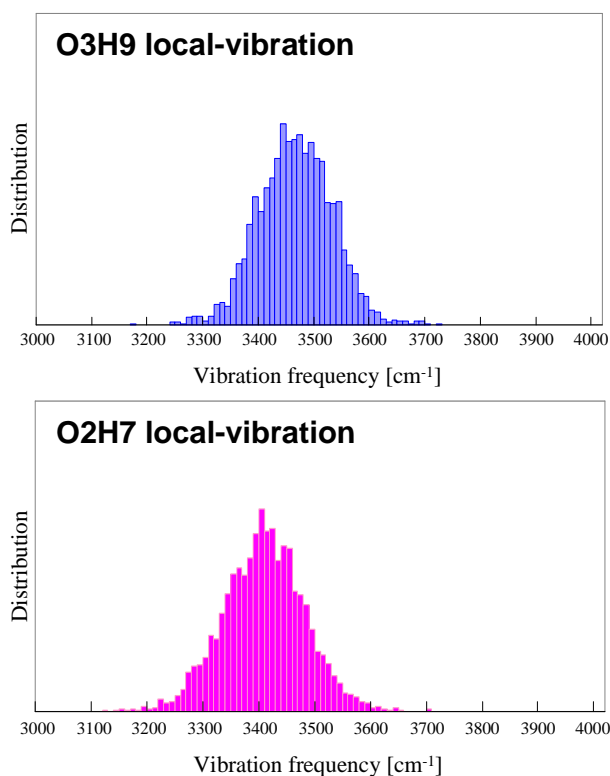 O3H9 local-vibration
Distribution
3000 3100 3200 3300 3400 3500 3600 3700 3800 3900 4000
Vibration frequency [cm-1]
O2H7 local-vibration
Distribution
3000 3100 3200 3300 3400 3500 3600 3700 3800 3900 4000
Vibration frequency [cm-1]